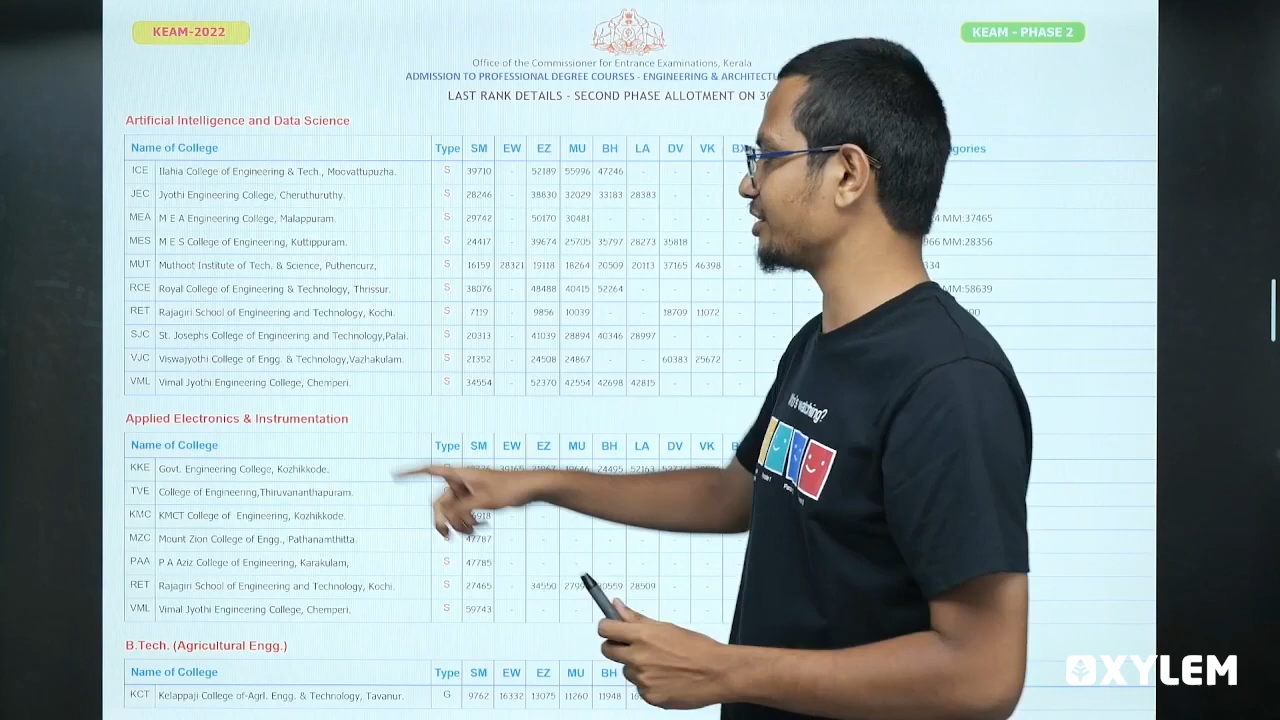 KEAM-2022
KEAM - PHASE 2
Office of the Commissioner for Entrance Examinations, Kerala
ADMISSION TO PROFESSIONAL DEGREE COURSES - ENGINEERING &
LAST RANK DETAILS - SECOND PHASE ALLOTMENT ON
Artificial Intelligence and Data Science
Name of College Type SM EW EZ MU BH LA DV VK
ICE Ilahia College of Engineering & Tech., Moovattupuzha. S 39710 - 52189 55996 47246
JEC Jyothi Engineering College, Cheruthuruthy. S 28246 - 38830 32029 33183 28383
MEA M E A Engineering College, Malappuram. S 29742 - 50170 30481 - - - - MM:37465
MES M E S College of Engineering, Kuttippuram. S 24417 - 39674 25705 35797 28273 35818 - - MM:28356
MUT Muthoot Institute of Tech. & Science, Puthencurz, S 16159 28321 19118 18264 20509 20113 37165 46398 - -
RCE Royal College of Engineering & Technology, Thrissur. S 38076 - 48488 40415 52264 - - - - MM:58639
RET Rajagiri School of Engineering and Technology, Kochi. S 7119 - 9856 10039 - - 18709 11072 - -
SJC St. Josephs College of Engineering and Technology,Palai. S 20313 - 41039 28894 40346 28997 - - - -
VJC Viswajyothi College of Engg. & Technology,Vazhakulam. S 21352 - 24508 24867 - - 60383 25672 - -
VML Vimal Jyothi Engineering College, Chemperi. S 34554 - 52370 42554 42698 42815 - - - -
Applied Electronics & Instrumentation
Name of College Type SM EW EZ MU BH LA DV VK
KKE Govt. Engineering College, Kozhikkode. 24495 52163
TVE College of Engineering,Thiruvananthapuram.
KMC KMCT College of Engineering, Kozhikkode. - - - - - - -
MZC Mount Zion College of Engg., Pathanamthitta. S 47787 - - - - - - -
PAA P A Aziz College of Engineering, Karakulam, S 47785 - - - - - - -
RET Rajagiri School of Engineering and Technology, Kochi. S 27465 - 34550 28509 - -
VML Vimal Jyothi Engineering College, Chemperi. S 59743 - - - - - -
B.Tech. (Agricultural Engg.)
Name of College Type SM EW EZ MU BH
KCT Kelappaji College of-Agrl. Engg. & Technology, Tavanur. G 9762 16332 13075 11260 11948
watching?
OXYLEM